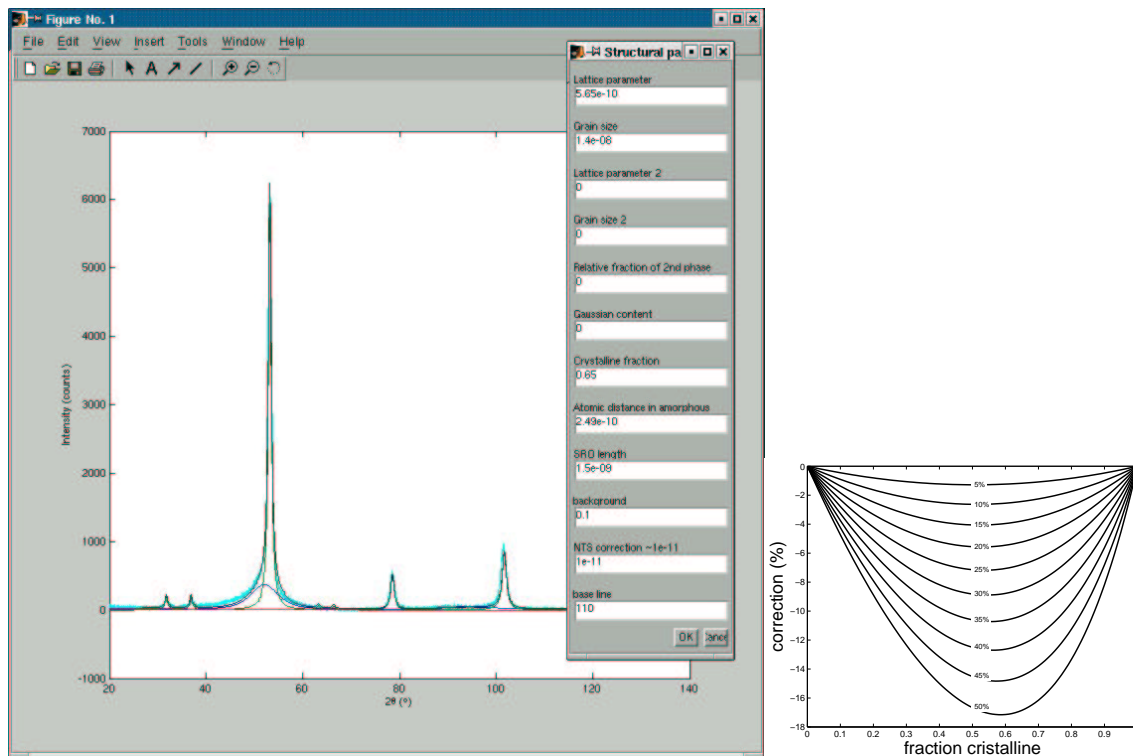 Figure No. 1
File Edit View Insert Tools Window Help
7000
6000
5000
4000
3000
2000
1000
0
-1000
Intensity (counts)
20 40 60 80 100 120 140
2θ (°)
Structural pa
Lattice parameter
5.65e-10
Grain size
1.4e-08
Lattice parameter 2
0
Grain size 2
0
Relative fraction of 2nd phase
0
Gaussian content
0
Crystalline fraction
0.65
Atomic distance in amorphous
2.49e-10
SRO length
1.5e-09
background
0.1
NTS correction ~1e-11
1e-11
base line
110
OK Cance
0
-2
-4
-6
-8
-10
-12
-14
-16
-18
correction (%)
5%
10%
15%
20%
25%
30%
35%
40%
45%
50%
0 0.1 0.2 0.3 0.4 0.5 0.6 0.7 0.8 0.9
fraction cristalline